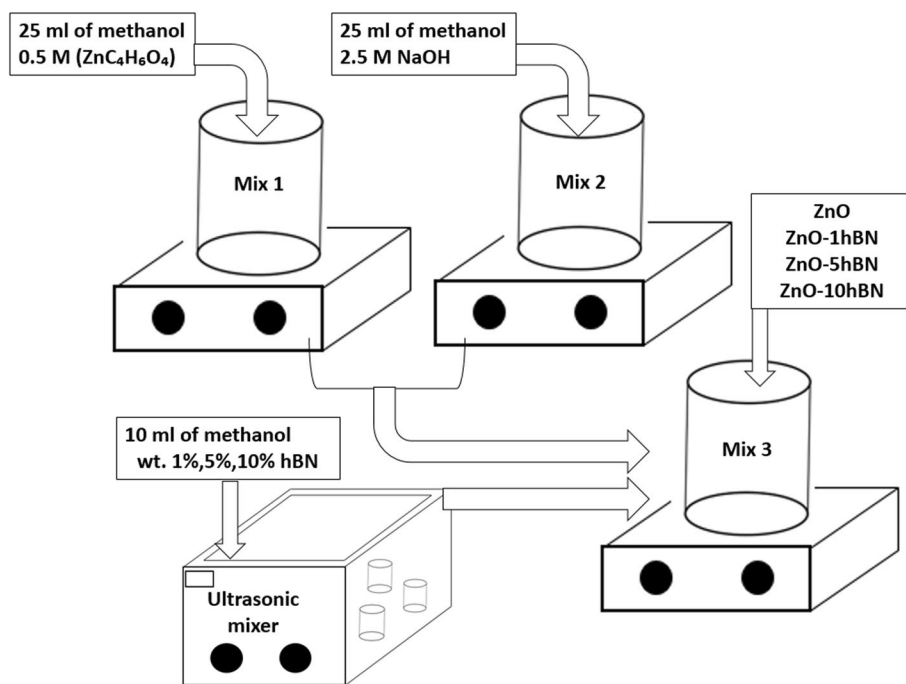 25 ml of methanol
0.5 M (ZnC₄H₆O₄)
25 ml of methanol
2.5 M NaOH
Mix 1
Mix 2
ZnO
ZnO-1hBN
ZnO-5hBN
ZnO-10hBN
10 ml of methanol
wt. 1%,5%,10% hBN
Mix 3
Ultrasonic
mixer